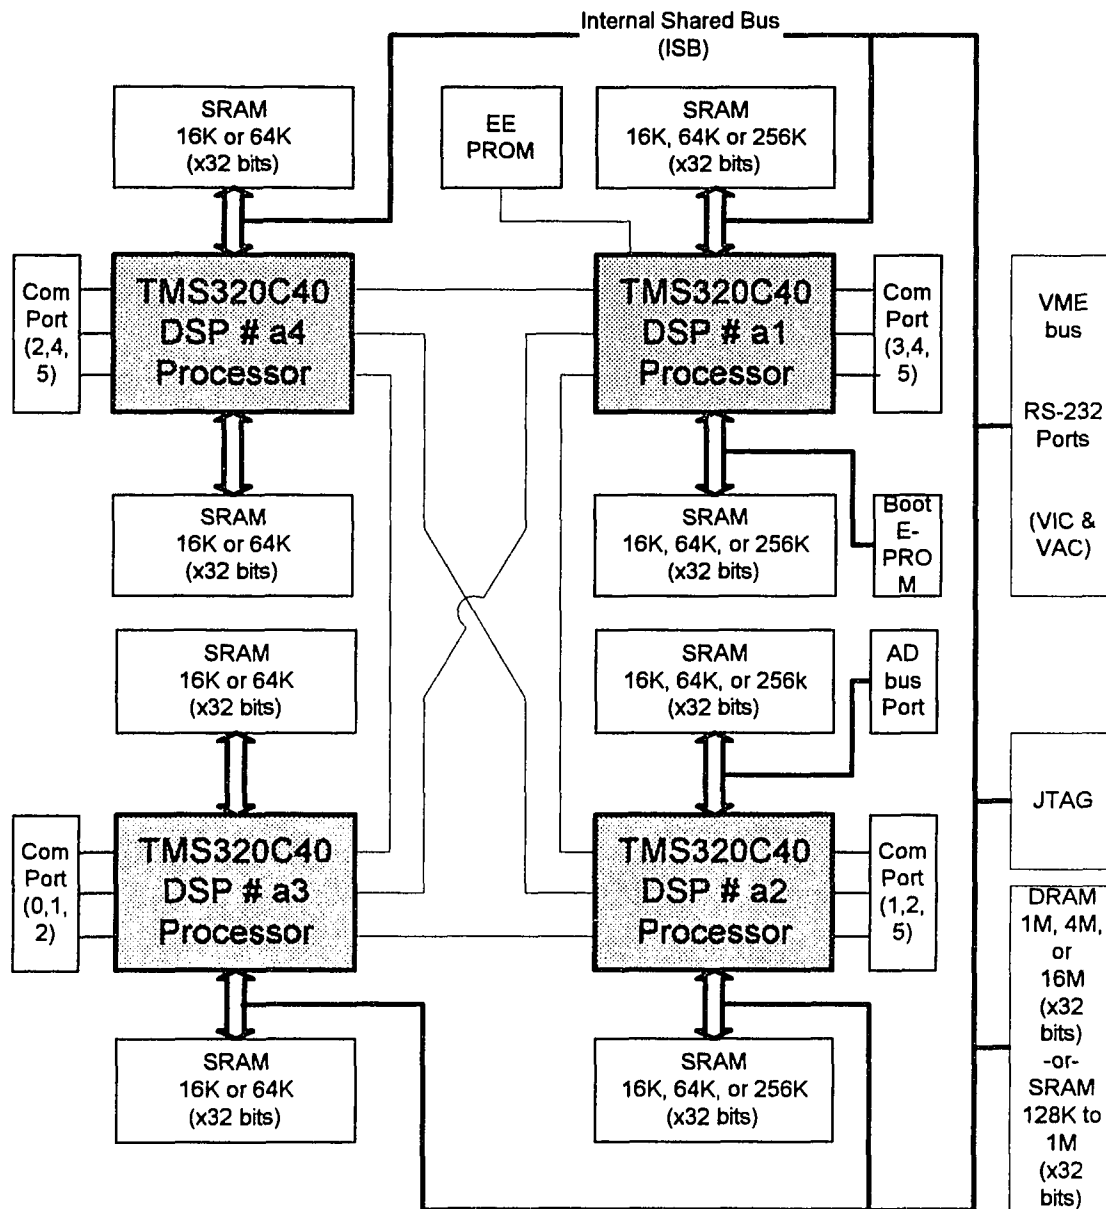 Internal Shared Bus
(ISB)
SRAM
16K or 64K
(x32 bits)
EE
PROM
SRAM
16K, 64K or 256K
(x32 bits)
Com
Port
(2,4,
5)
TMS320C40
DSP # a4
Processor
TMS320C40
DSP # a1
Processor
Com
Port
(3,4,
5)
VME
bus
RS-232
Ports
(VIC &
VAC)
SRAM
16K or 64K
(x32 bits)
SRAM
16K, 64K, or 256K
(x32 bits)
Boot
E-
PRO
M
SRAM
16K or 64K
(x32 bits)
SRAM
16K, 64K, or 256k
(x32 bits)
AD
bus
Port
JTAG
Com
Port
(0,1,
2)
TMS320C40
DSP # a3
Processor
TMS320C40
DSP # a2
Processor
Com
Port
(1,2,
5)
DRAM
1M, 4M,
or
16M
(x32
bits)
-or-
SRAM
128K to
1M
(x32
bits)
SRAM
16K or 64K
(x32 bits)
SRAM
16K, 64K, or 256K
(x32 bits)